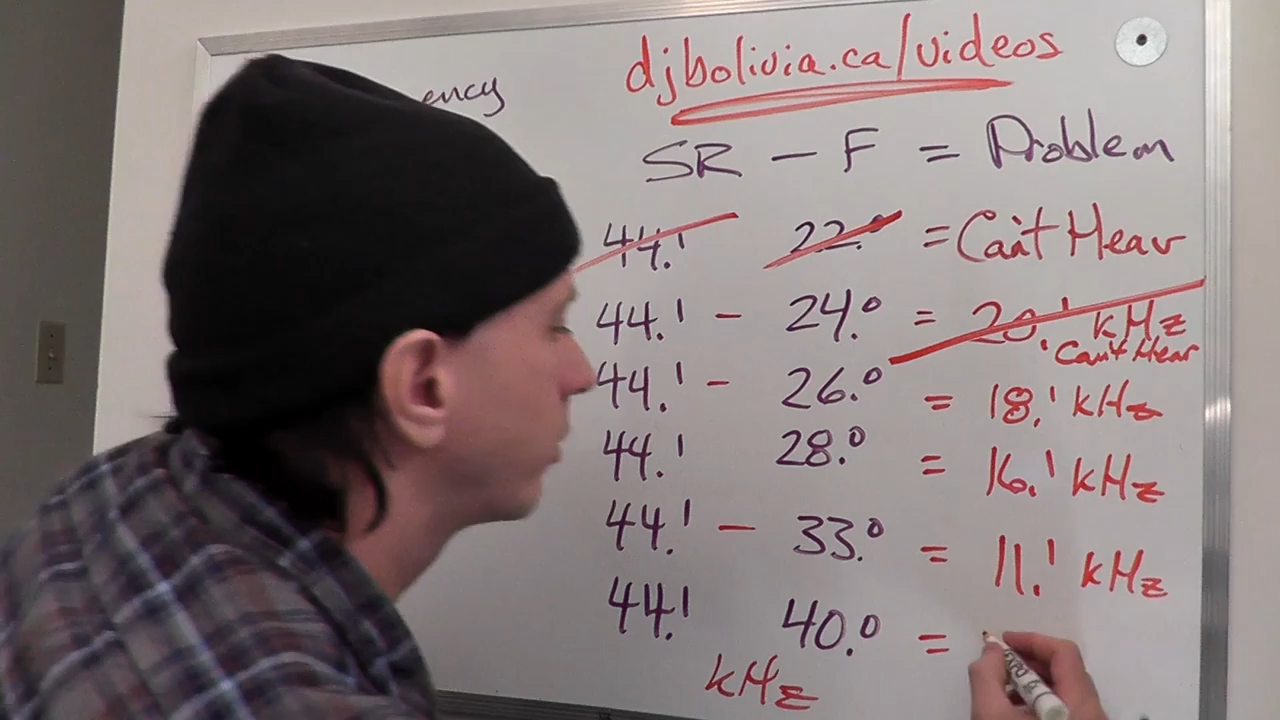 djbolivia.ca/videos
ency
SR - F = Problem
44.1 22.0 = Can't Hear
44.1 - 24.0 = 20.1 kHz
Can't Hear
44.1 - 26.0 = 18.1 kHz
44.1 28.0 = 16.1 kHz
44.1 - 33.0 = 11.1 kHz
44.1 40.0 =
kHz